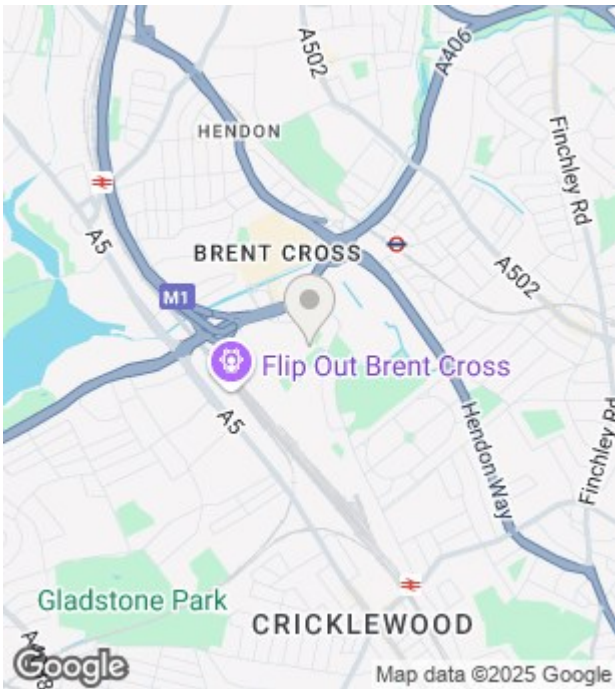 A502
A406
HENDON
Finchley Rd
A5
BRENT CROSS
A502
M1
Flip Out Brent Cross
A5
Hendon Way
Finchley Rd
Gladstone Park
CRICKLEWOOD
Google
Map data ©2025 Google